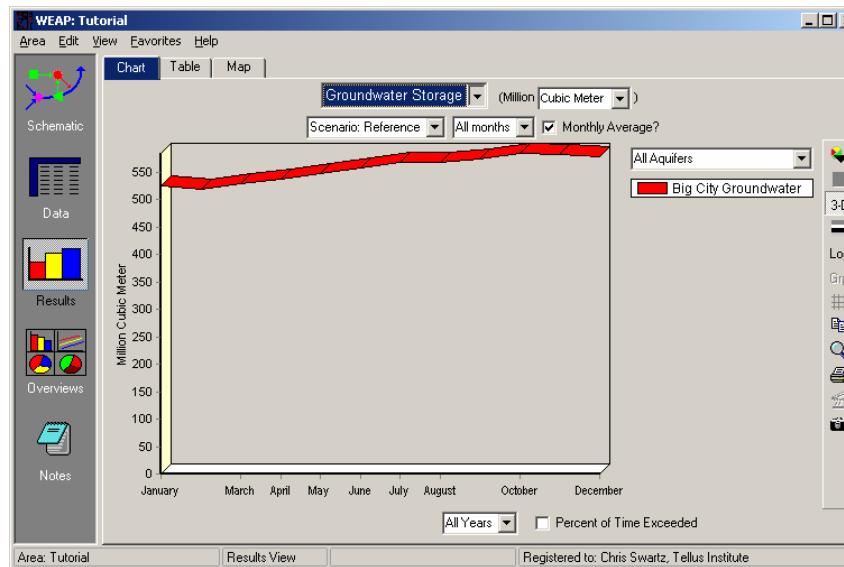 WEAP: Tutorial
Area Edit View Favorites Help
Chart Table Map
Groundwater Storage (Million Cubic Meter )
Scenario: Reference All months Monthly Average?
Schematic
Data
Results
Overviews
Notes
Million Cubic Meter
550
500
450
400
350
300
250
200
150
100
50
0
January March April May June July August October December
All Aquifers
Big City Groundwater
All Years Percent of Time Exceeded
Area: Tutorial Results View Registered to: Chris Swartz, Tellus Institute